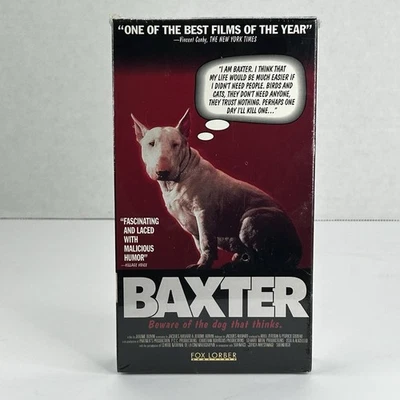 "ONE OF THE BEST FILMS OF THE YEAR"
—Vincent Canby, THE NEW YORK TIMES
"I AM BAXTER. I THINK THAT
MY LIFE WOULD BE MUCH EASIER IF
I DIDN'T NEED PEOPLE. BIRDS AND
CATS, THEY DON'T NEED ANYONE,
THEY TRUST NOTHING. PERHAPS ONE
DAY I'LL KILL ONE..."
"FASCINATING
AND LACED
WITH
MALICIOUS
HUMOR"
—VILLAGE VOICE
BAXTER
Beware of the dog that thinks.
FOX LORBER